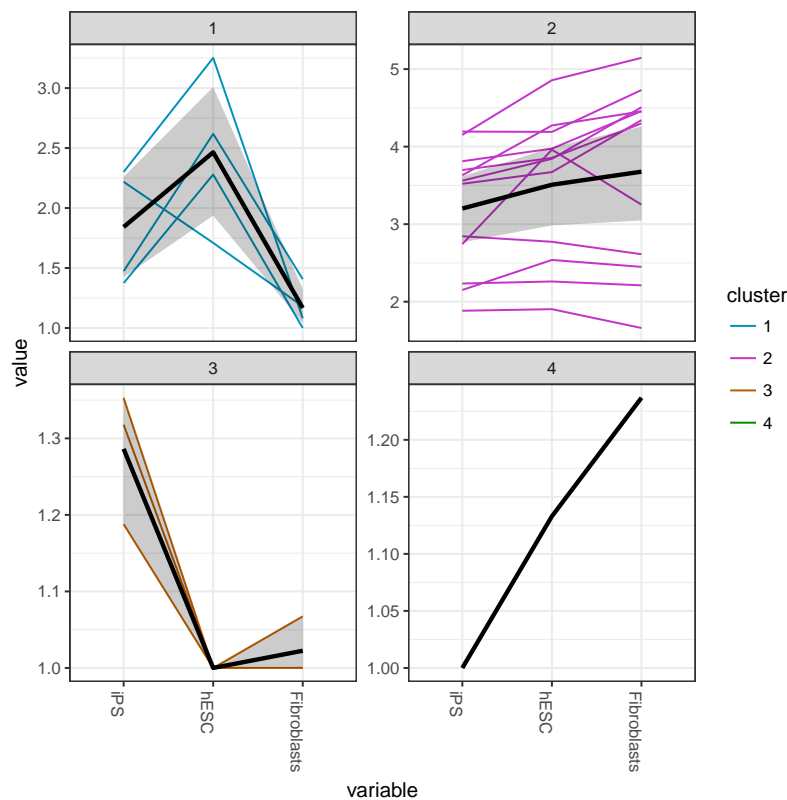 1
2
3.0
2.5
2.0
1.5
1.0
5
4
3
2
value
3
4
1.3
1.2
1.1
1.0
1.20
1.15
1.10
1.05
1.00
iPS
hESC
Fibroblasts
iPS
hESC
Fibroblasts
variable
cluster
1
2
3
4